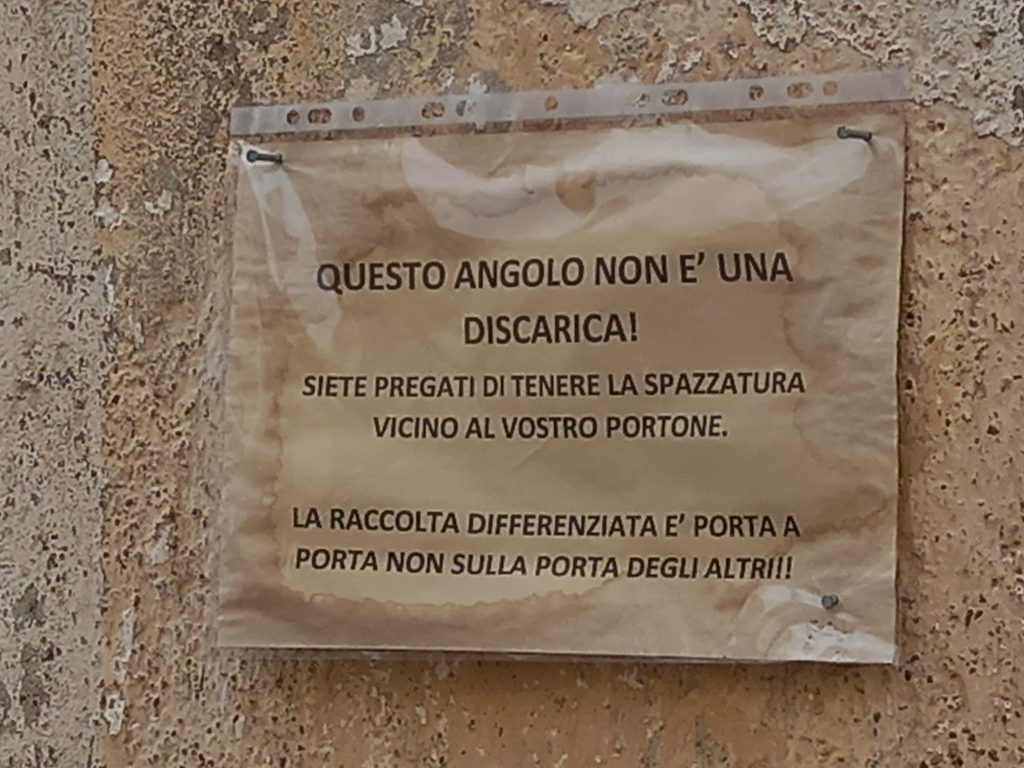 QUESTO ANGOLO NON E' UNA
DISCARICA!
SIETE PREGATI DI TENERE LA SPAZZATURA
VICINO AL VOSTRO PORTONE.
LA RACCOLTA DIFFERENZIATA E' PORTA A
PORTA NON SULLA PORTA DEGLI ALTRI!!!